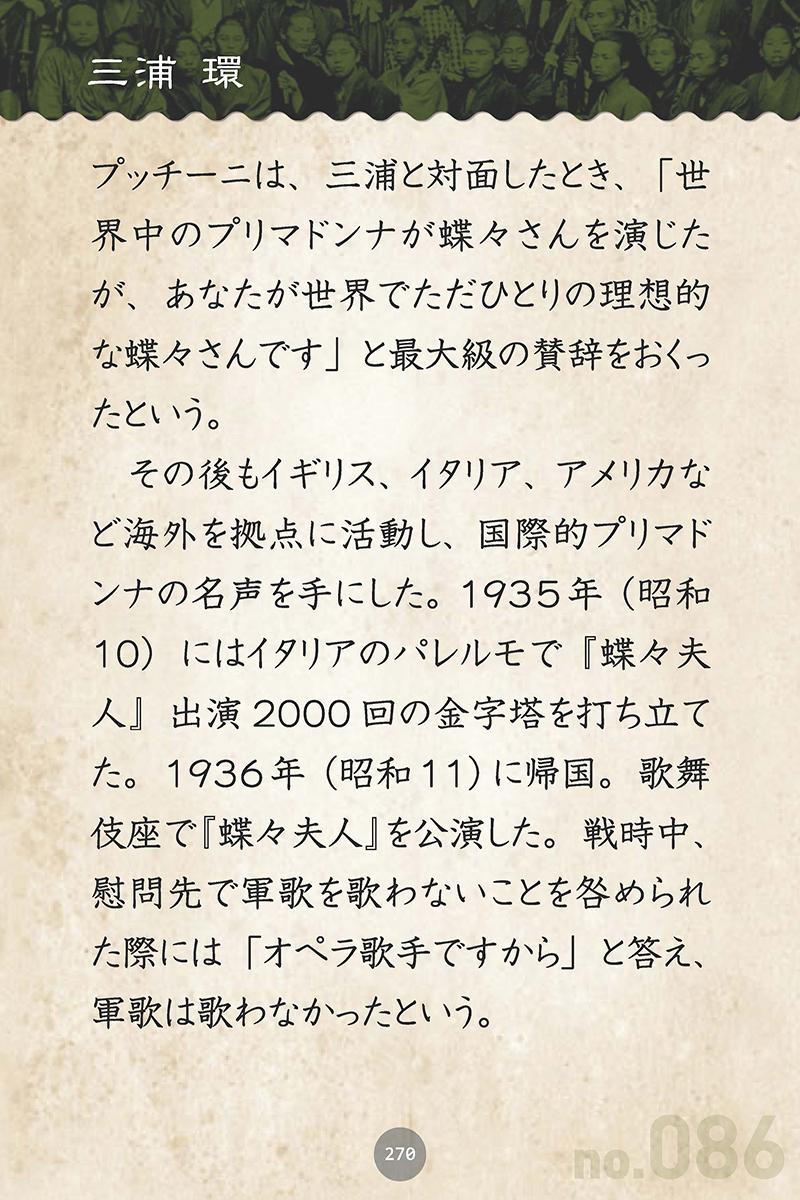 三浦 環
プッチーニは、三浦と対面したとき、「世
界中のプリマドンナが蝶々さんを演じた
が、あなたが世界でただひとりの理想的
な蝶々さんです」と最大級の賛辞をおくっ
たという。
　その後もイギリス、イタリア、アメリカな
ど海外を拠点に活動し、国際的プリマド
ンナの名声を手にした。1935年（昭和
10）にはイタリアのパレルモで『蝶々夫
人』出演2000回の金字塔を打ち立て
た。1936年（昭和11）に帰国。歌舞
伎座で『蝶々夫人』を公演した。戦時中、
慰問先で軍歌を歌わないことを咎められ
た際には「オペラ歌手ですから」と答え、
軍歌は歌わなかったという。
270
no.086